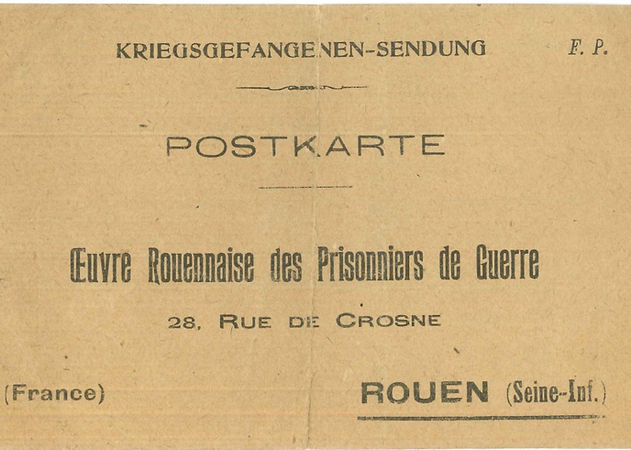 KRIEGSGEFANGENEN-SENDUNG F. P.
POSTKARTE
Œuvre Rouennaise des Prisonniers de Guerre
28, RUE DE CROSNE
(France) ROUEN (Seine-Inf.)